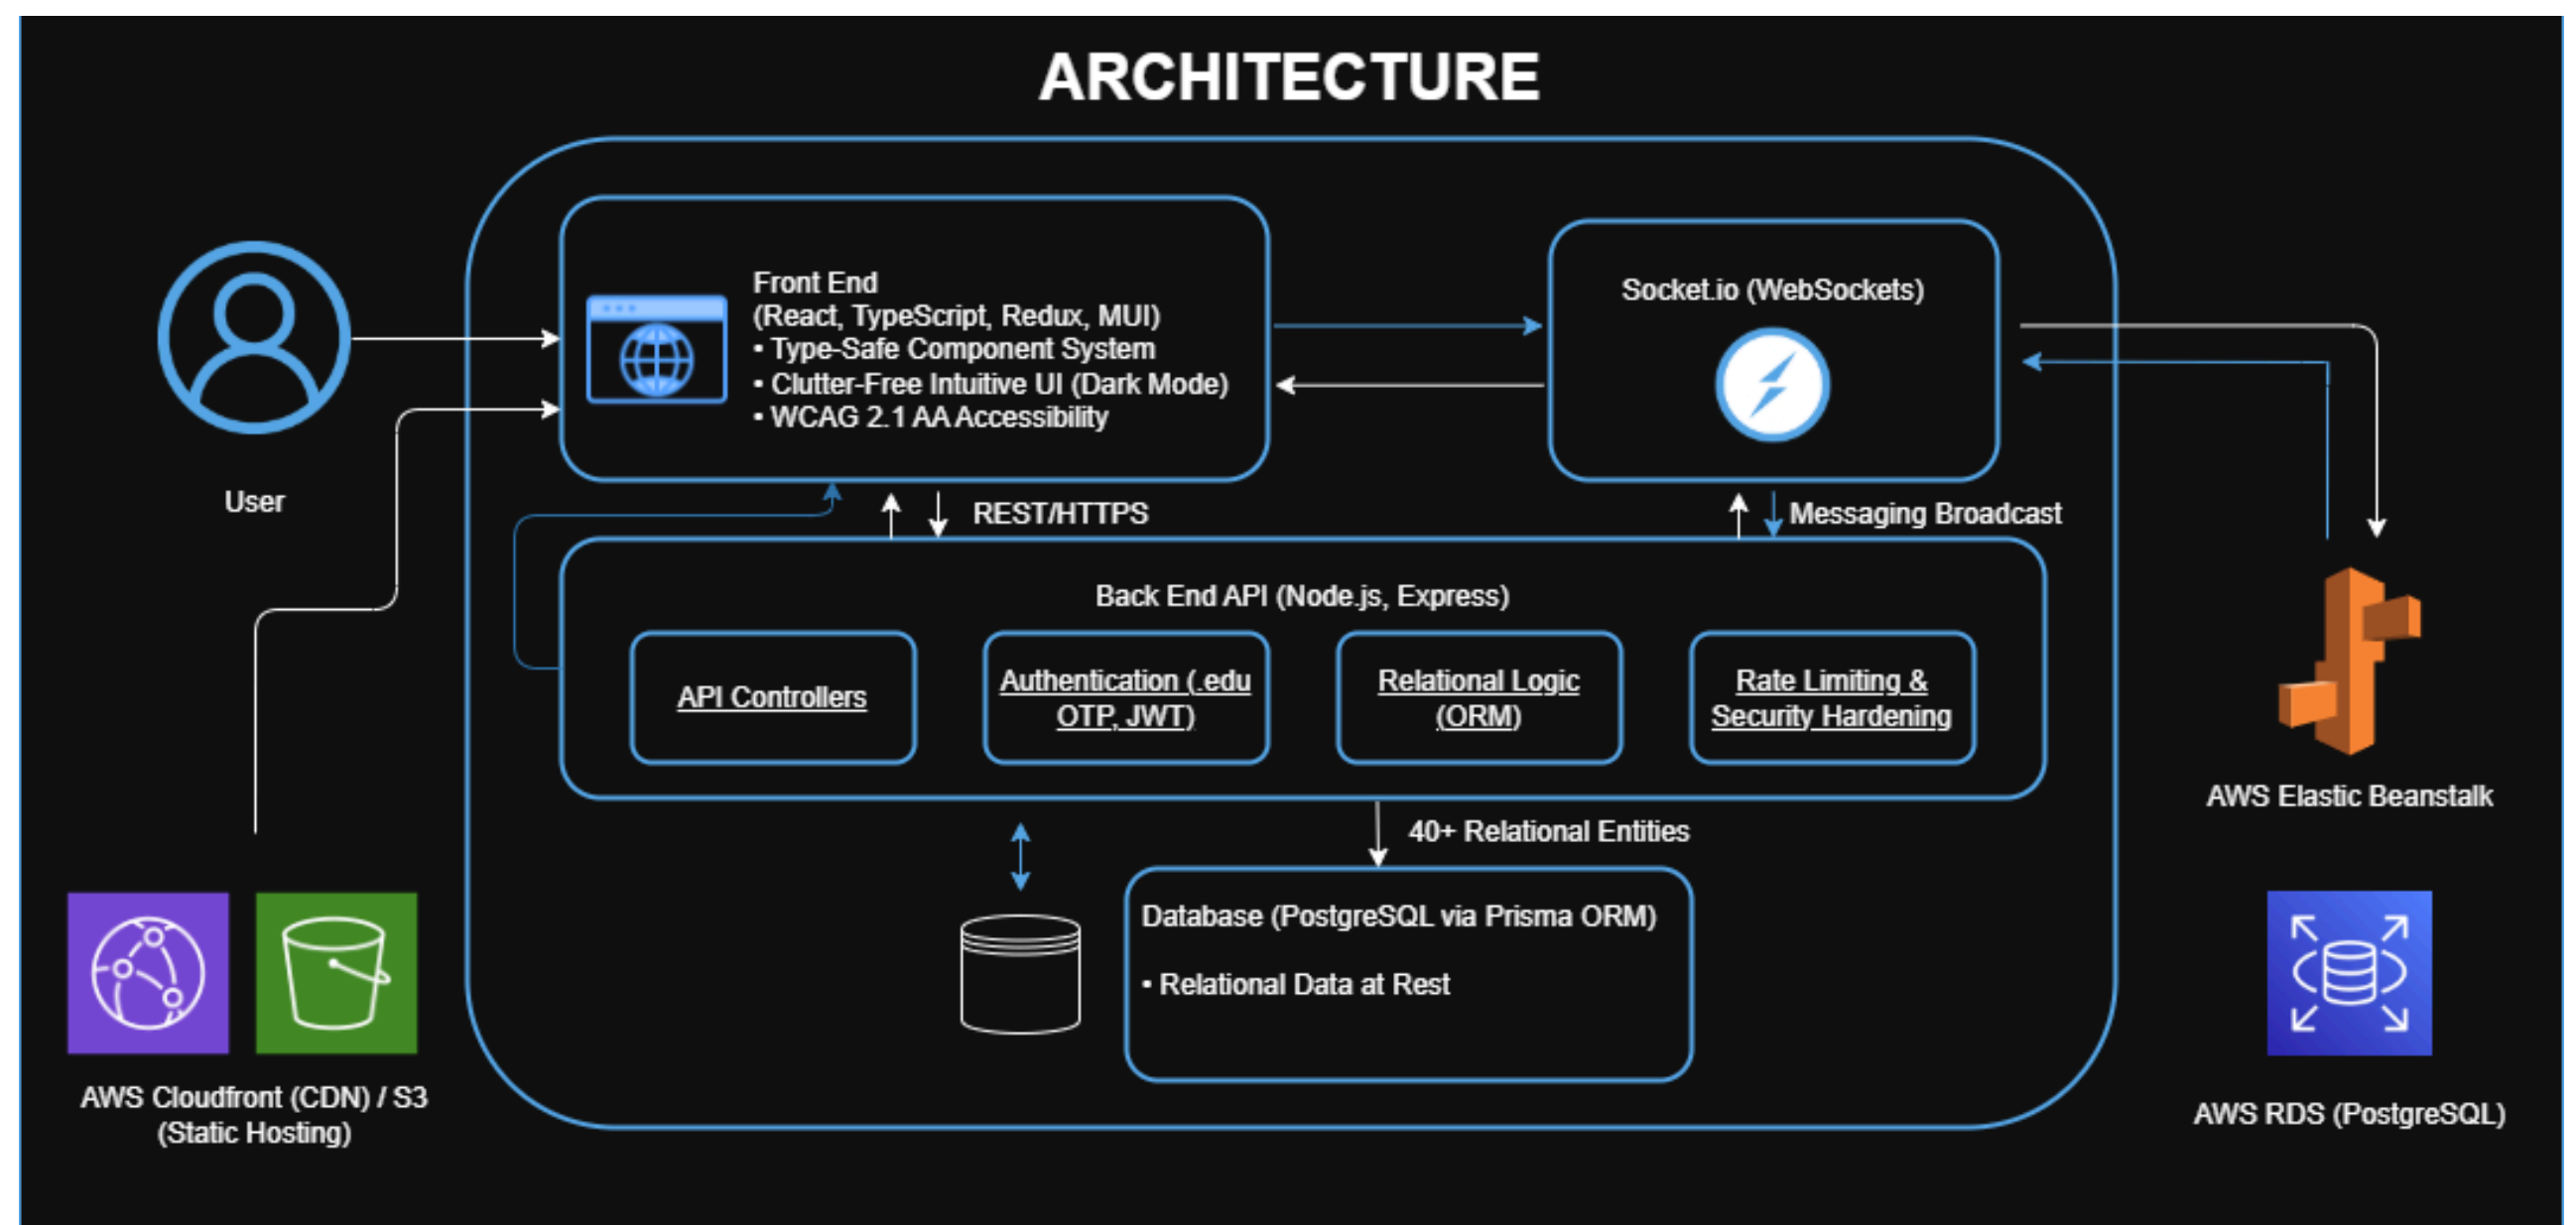 ARCHITECTURE
Front End
(React, TypeScript, Redux, MUI)
• Type-Safe Component System
• Clutter-Free Intuitive UI (Dark Mode)
• WCAG 2.1 AA Accessibility
Socket.io (WebSockets)
User
REST/HTTPS
Messaging Broadcast
Back End API (Node.js, Express)
API Controllers
Authentication (.edu
OTP, JWT)
Relational Logic
(ORM)
Rate Limiting &
Security Hardening
AWS Elastic Beanstalk
40+ Relational Entities
Database (PostgreSQL via Prisma ORM)
• Relational Data at Rest
AWS Cloudfront (CDN) / S3
(Static Hosting)
AWS RDS (PostgreSQL)